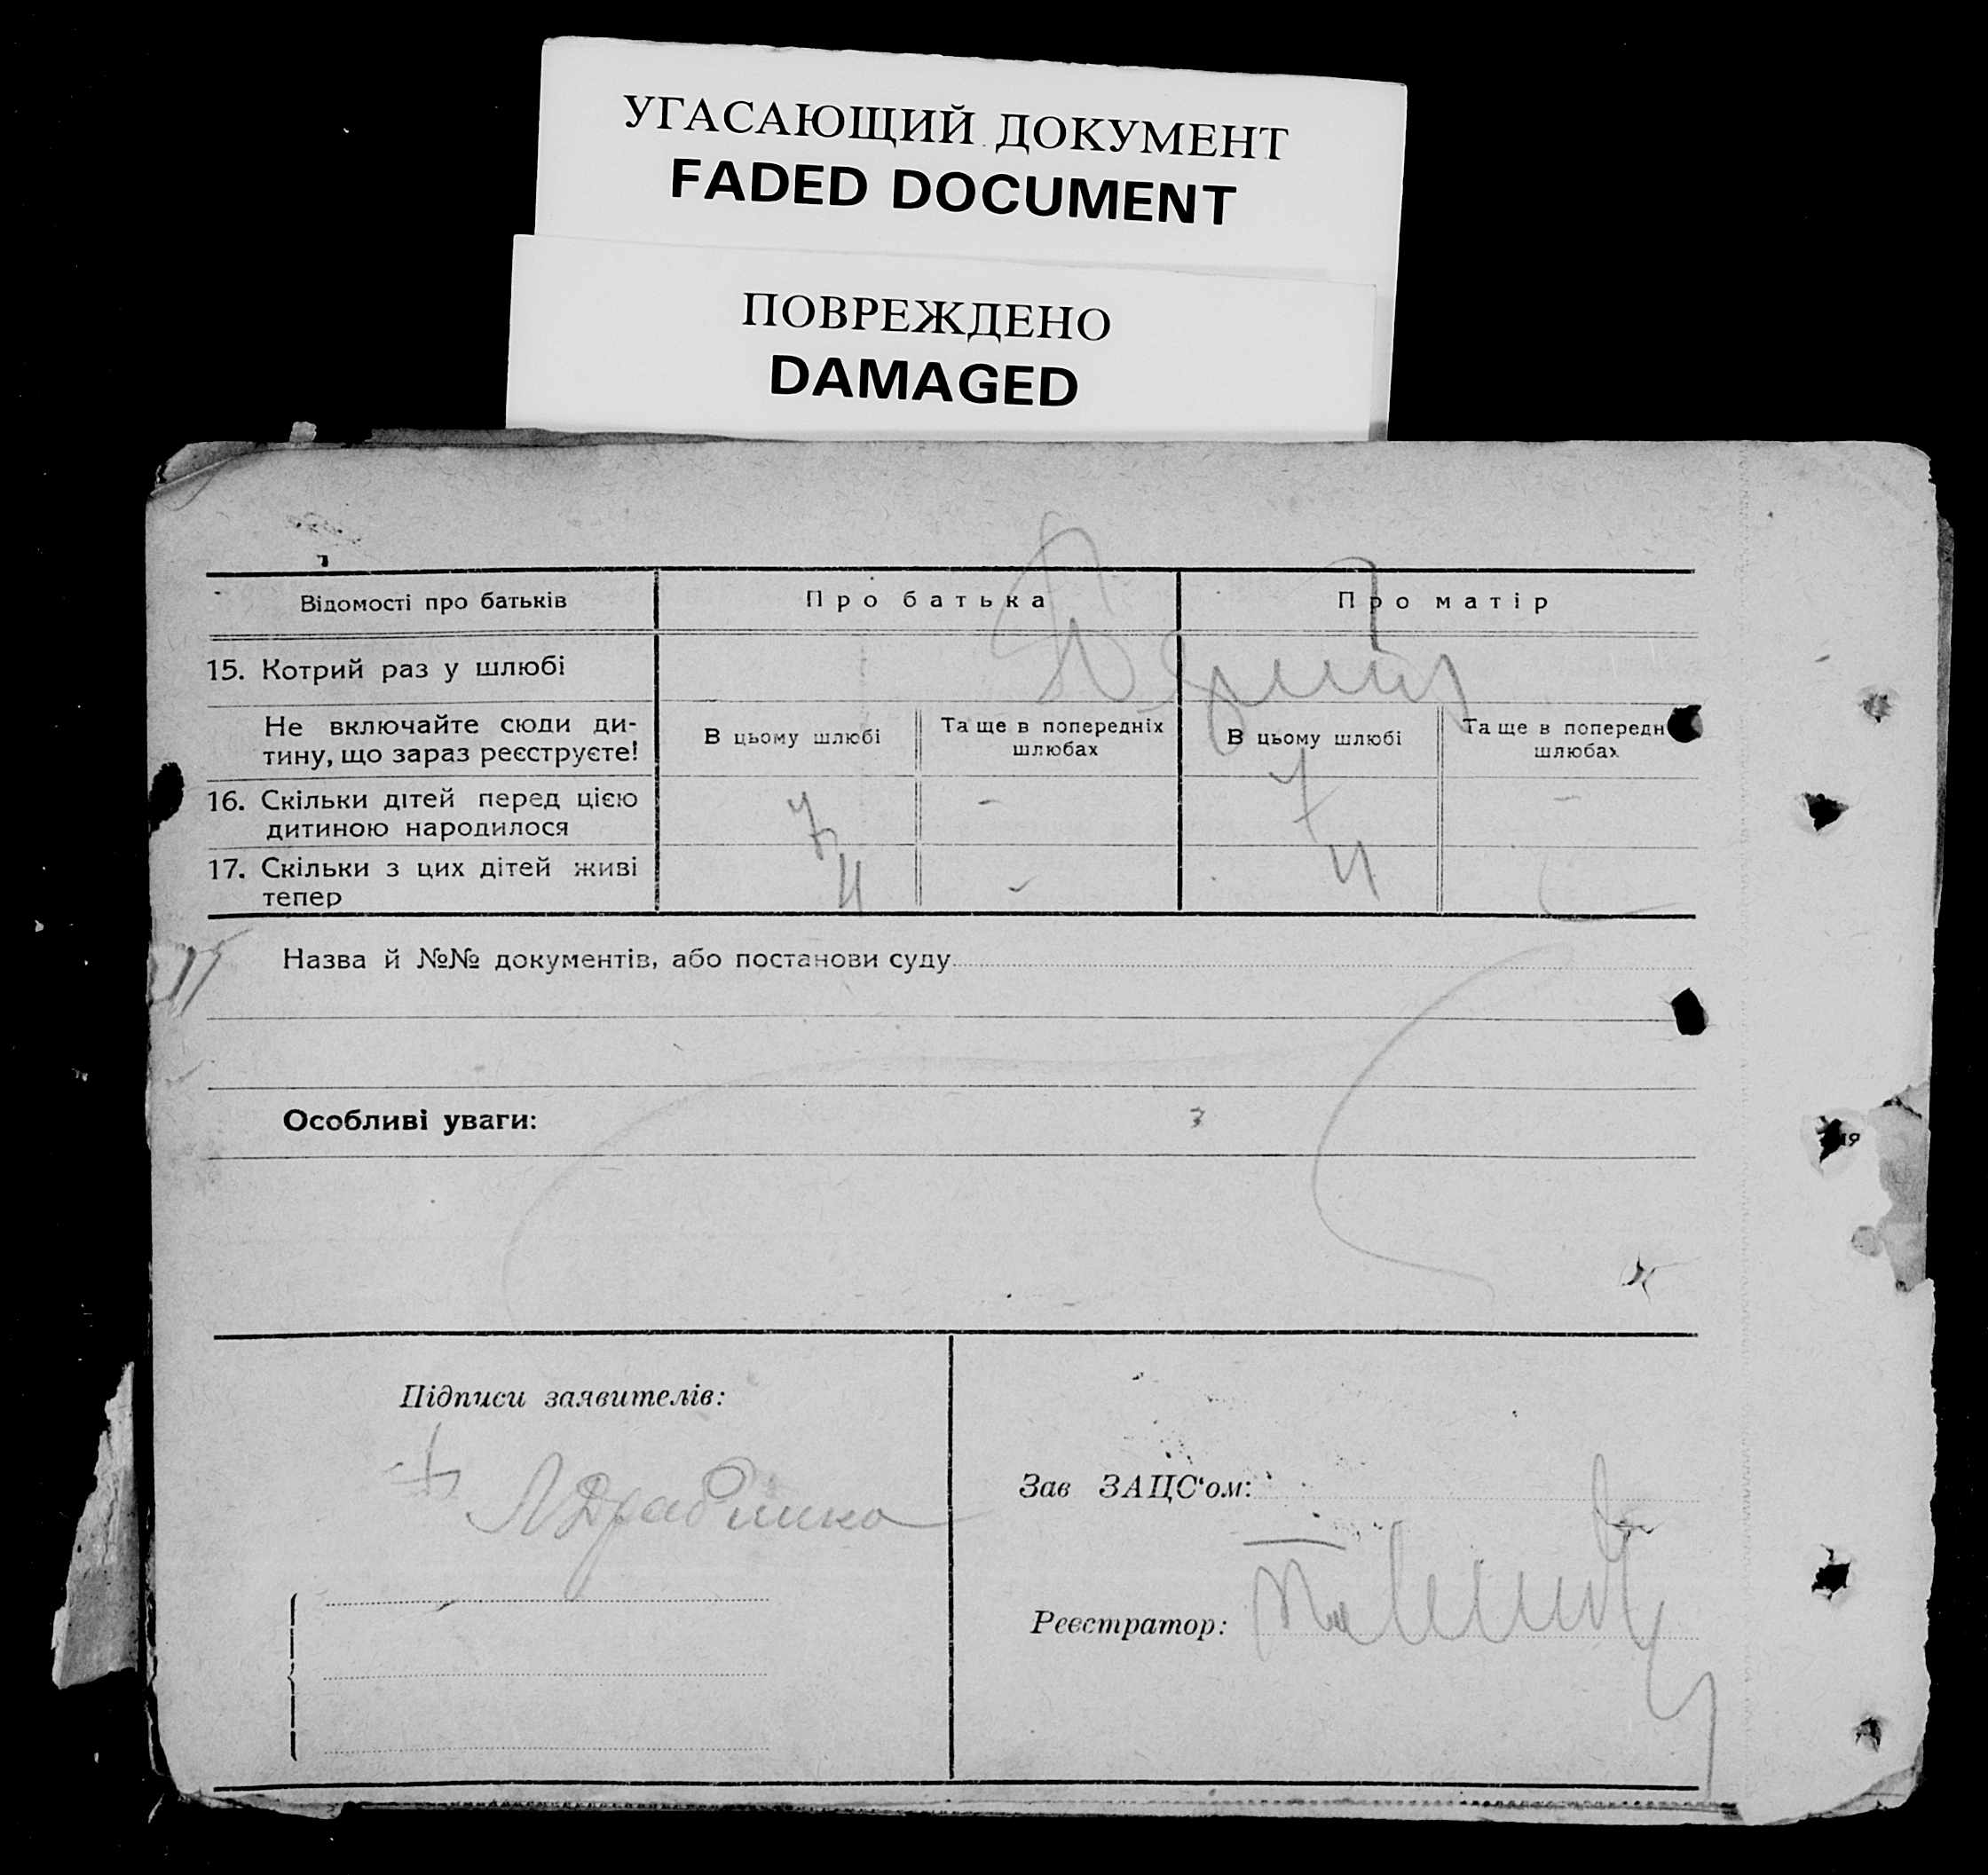 УГАСАЮЩИЙ ДОКУМЕНТ
FADED DOCUMENT
ПОВРЕЖДЕНО
DAMAGED
Відомості про батьків Про батька Про матір
15. Котрий раз у шлюбі
Не включайте сюди ди- В цьому шлюбі Та ще в попередніх В цьому шлюбі Та ще в попередн
тину, що зараз реєструєте! шлюбах шлюбах
16. Скільки дітей перед цією 7 - 7 -
дитиною народилося
17. Скільки з цих дітей живі 4 - 4
тепер
Назва й №№ документів, або постанови суду
Особливі уваги:
Підписи заявителів:
Зав ЗАЦС‘ом:
Реєстратор: